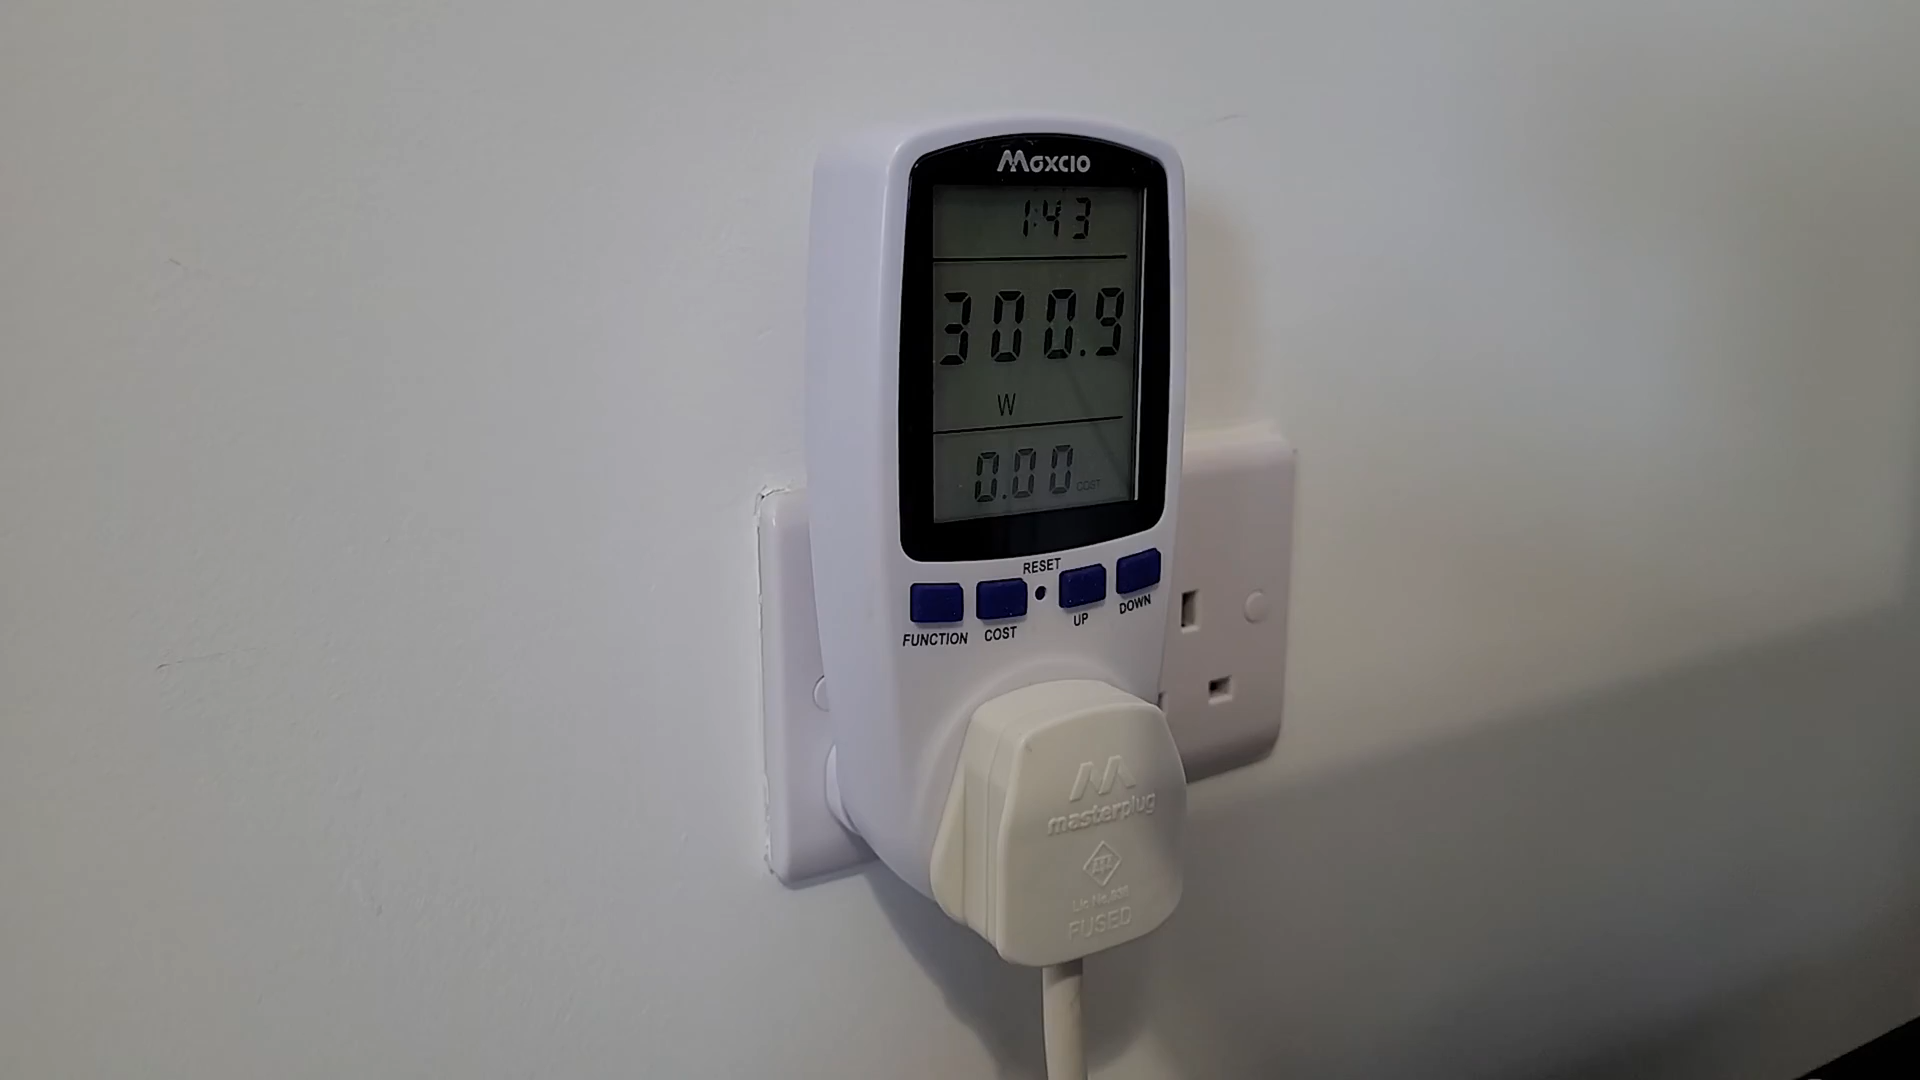 Maxcio
1:43
300.9
W
0.00 COST
RESET
FUNCTION COST UP DOWN
masterplug
FUSED